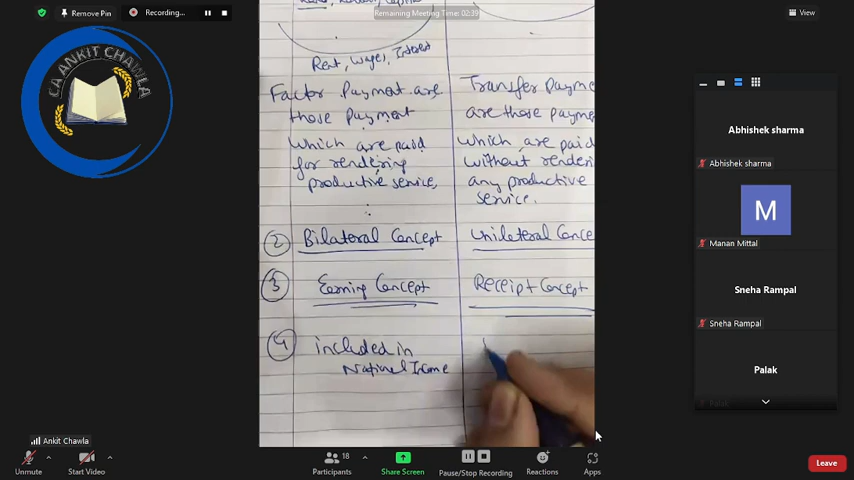 Remove Pin
Recording...
Remaining Meeting Time: 02:39
View
CA ANKIT CHAWLA
Rent, Wages, Interest
Factor Payment are
those Payment
which are paid
for rendering
productive service,
Transfer Payme
are those payme
which are paid
without renderi
any productive
service.
② Bilateral Concept
Unilateral Conce
③ Earning Concept
Receipt Concept
④ included in
National Income
Abhishek sharma
Abhishek sharma
M
Manan Mittal
Sneha Rampal
Sneha Rampal
Palak
Palak
Ankit Chawla
Unmute
Start Video
18
Participants
Share Screen
Pause/Stop Recording
Reactions
Apps
Leave